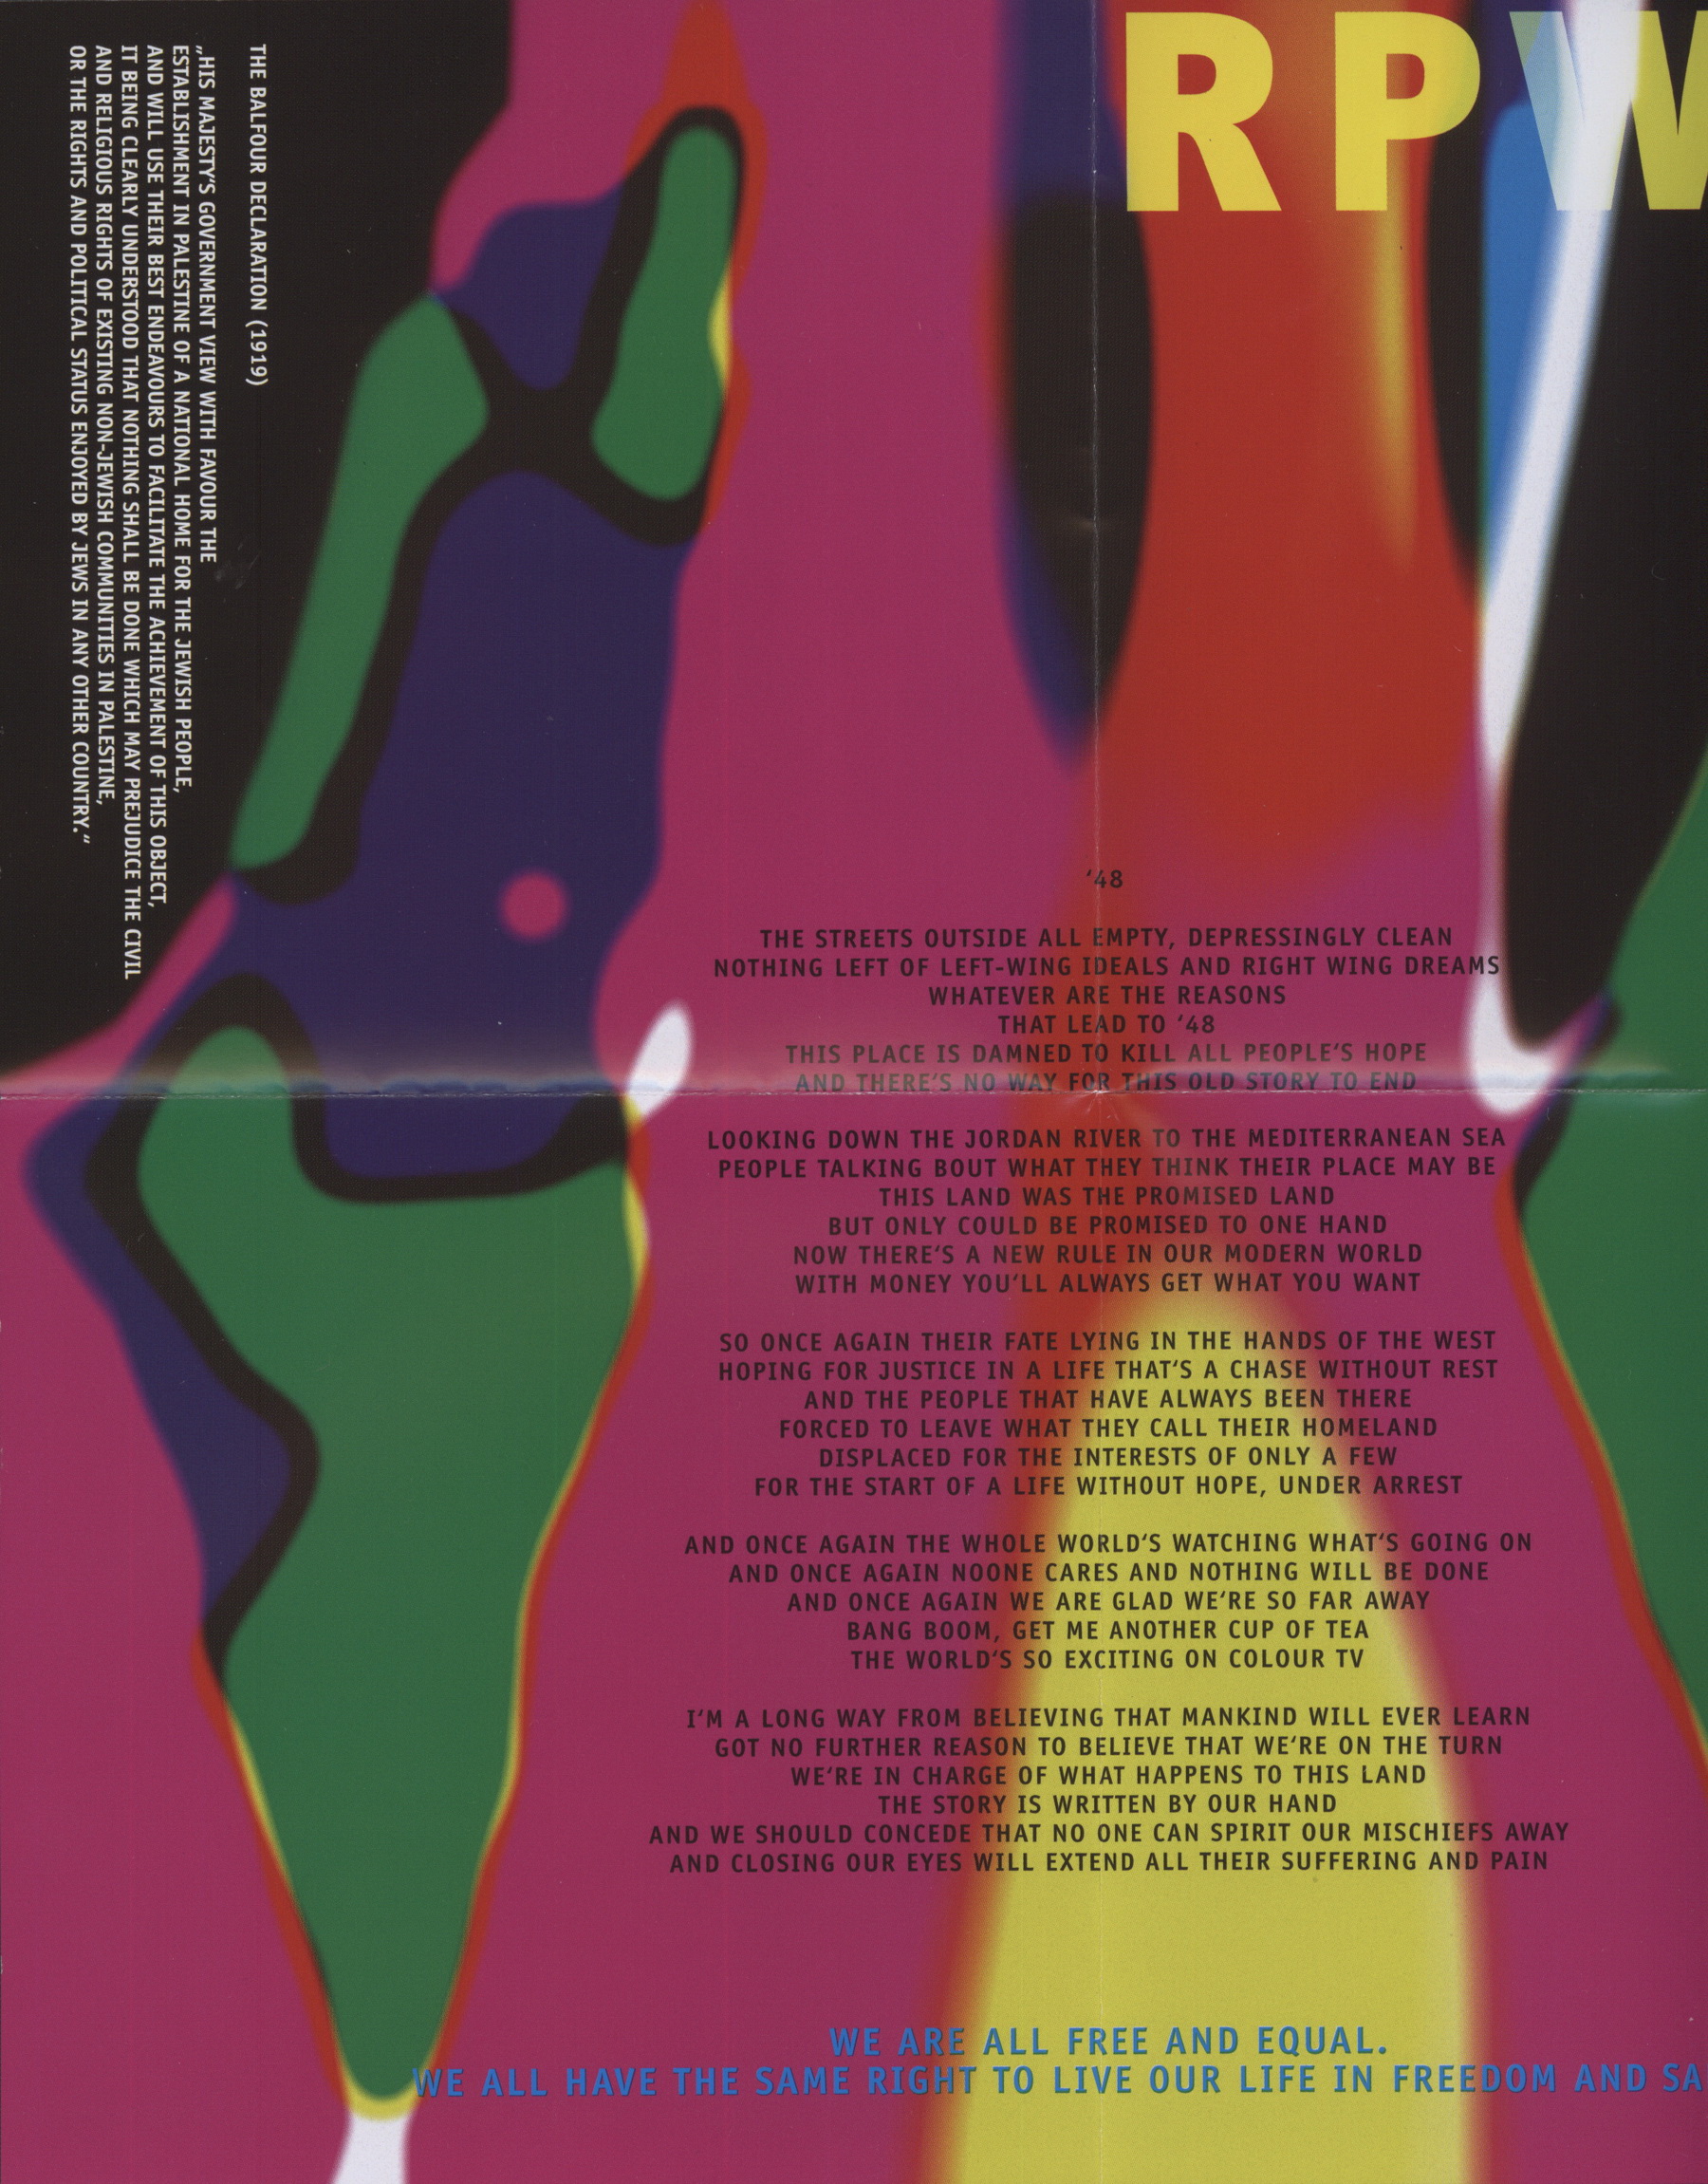 RPW
THE BALFOUR DECLARATION (1919)
„HIS MAJESTY'S GOVERNMENT VIEW WITH FAVOUR THE
ESTABLISHMENT IN PALESTINE OF A NATIONAL HOME FOR THE JEWISH PEOPLE,
AND WILL USE THEIR BEST ENDEAVOURS TO FACILITATE THE ACHIEVEMENT OF THIS OBJECT,
IT BEING CLEARLY UNDERSTOOD THAT NOTHING SHALL BE DONE WHICH MAY PREJUDICE THE CIVIL
AND RELIGIOUS RIGHTS OF EXISTING NON-JEWISH COMMUNITIES IN PALESTINE,
OR THE RIGHTS AND POLITICAL STATUS ENJOYED BY JEWS IN ANY OTHER COUNTRY.“
‘48
THE STREETS OUTSIDE ALL EMPTY, DEPRESSINGLY CLEAN
NOTHING LEFT OF LEFT-WING IDEALS AND RIGHT WING DREAMS
WHATEVER ARE THE REASONS
THAT LEAD TO ‘48
THIS PLACE IS DAMNED TO KILL ALL PEOPLE‘S HOPE
AND THERE‘S NO WAY FOR THIS OLD STORY TO END
LOOKING DOWN THE JORDAN RIVER TO THE MEDITERRANEAN SEA
PEOPLE TALKING BOUT WHAT THEY THINK THEIR PLACE MAY BE
THIS LAND WAS THE PROMISED LAND
BUT ONLY COULD BE PROMISED TO ONE HAND
NOW THERE‘S A NEW RULE IN OUR MODERN WORLD
WITH MONEY YOU‘LL ALWAYS GET WHAT YOU WANT
SO ONCE AGAIN THEIR FATE LYING IN THE HANDS OF THE WEST
HOPING FOR JUSTICE IN A LIFE THAT‘S A CHASE WITHOUT REST
AND THE PEOPLE THAT HAVE ALWAYS BEEN THERE
FORCED TO LEAVE WHAT THEY CALL THEIR HOMELAND
DISPLACED FOR THE INTERESTS OF ONLY A FEW
FOR THE START OF A LIFE WITHOUT HOPE, UNDER ARREST
AND ONCE AGAIN THE WHOLE WORLD‘S WATCHING WHAT‘S GOING ON
AND ONCE AGAIN NOONE CARES AND NOTHING WILL BE DONE
AND ONCE AGAIN WE ARE GLAD WE‘RE SO FAR AWAY
BANG BOOM, GET ME ANOTHER CUP OF TEA
THE WORLD‘S SO EXCITING ON COLOUR TV
I‘M A LONG WAY FROM BELIEVING THAT MANKIND WILL EVER LEARN
GOT NO FURTHER REASON TO BELIEVE THAT WE‘RE ON THE TURN
WE‘RE IN CHARGE OF WHAT HAPPENS TO THIS LAND
THE STORY IS WRITTEN BY OUR HAND
AND WE SHOULD CONCEDE THAT NO ONE CAN SPIRIT OUR MISCHIEFS AWAY
AND CLOSING OUR EYES WILL EXTEND ALL THEIR SUFFERING AND PAIN
WE ARE ALL FREE AND EQUAL.
WE ALL HAVE THE SAME RIGHT TO LIVE OUR LIFE IN FREEDOM AND SA